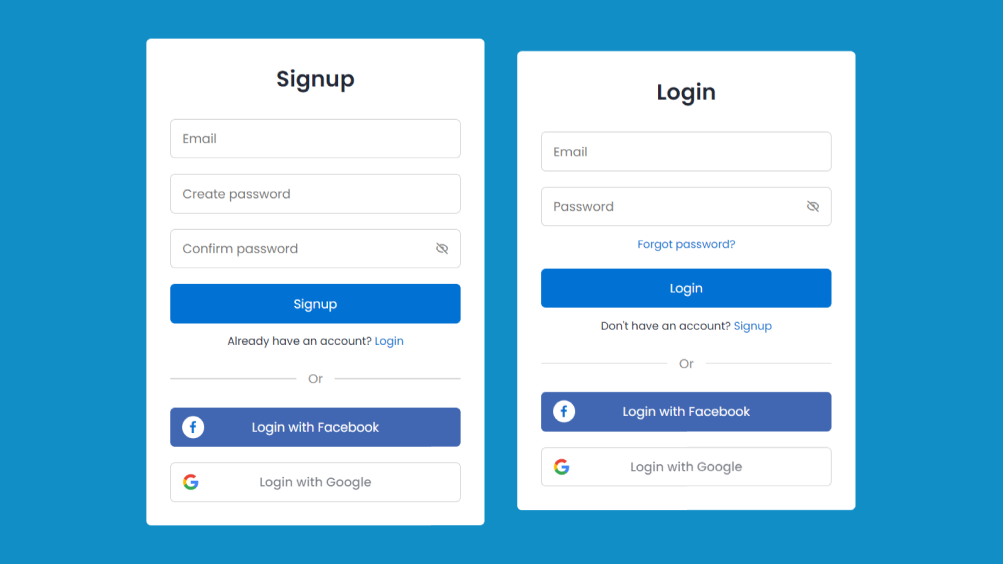 Signup
Email
Create password
Confirm password
Signup
Already have an account? Login
Or
Login with Facebook
Login with Google
Login
Email
Password
Forgot password?
Login
Don't have an account? Signup
Or
Login with Facebook
Login with Google